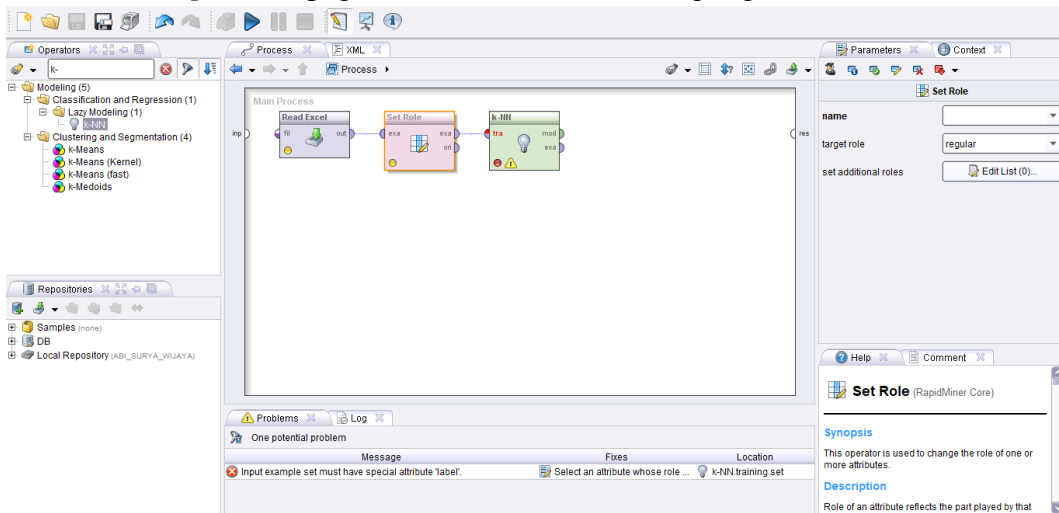 Operators
Process
XML
Parameters
Context
k-
Process
Modeling (5)
Classification and Regression (1)
Lazy Modeling (1)
k-NN
Clustering and Segmentation (4)
k-Means
k-Means (Kernel)
k-Means (fast)
k-Medoids
Main Process
Read Excel
Set Role
k-NN
inp
fil
out
exa
exa
ori
tra
mod
exa
res
Set Role
name
target role
regular
set additional roles
Edit List (0)...
Repositories
Samples (none)
DB
Local Repository (ABI_SURYA_WIJAYA)
Problems
Log
One potential problem
Message
Fixes
Location
Input example set must have special attribute 'label'.
Select an attribute whose role ...
k-NN.training set
Help
Comment
Set Role (RapidMiner Core)
Synopsis
This operator is used to change the role of one or
more attributes.
Description
Role of an attribute reflects the part played by that